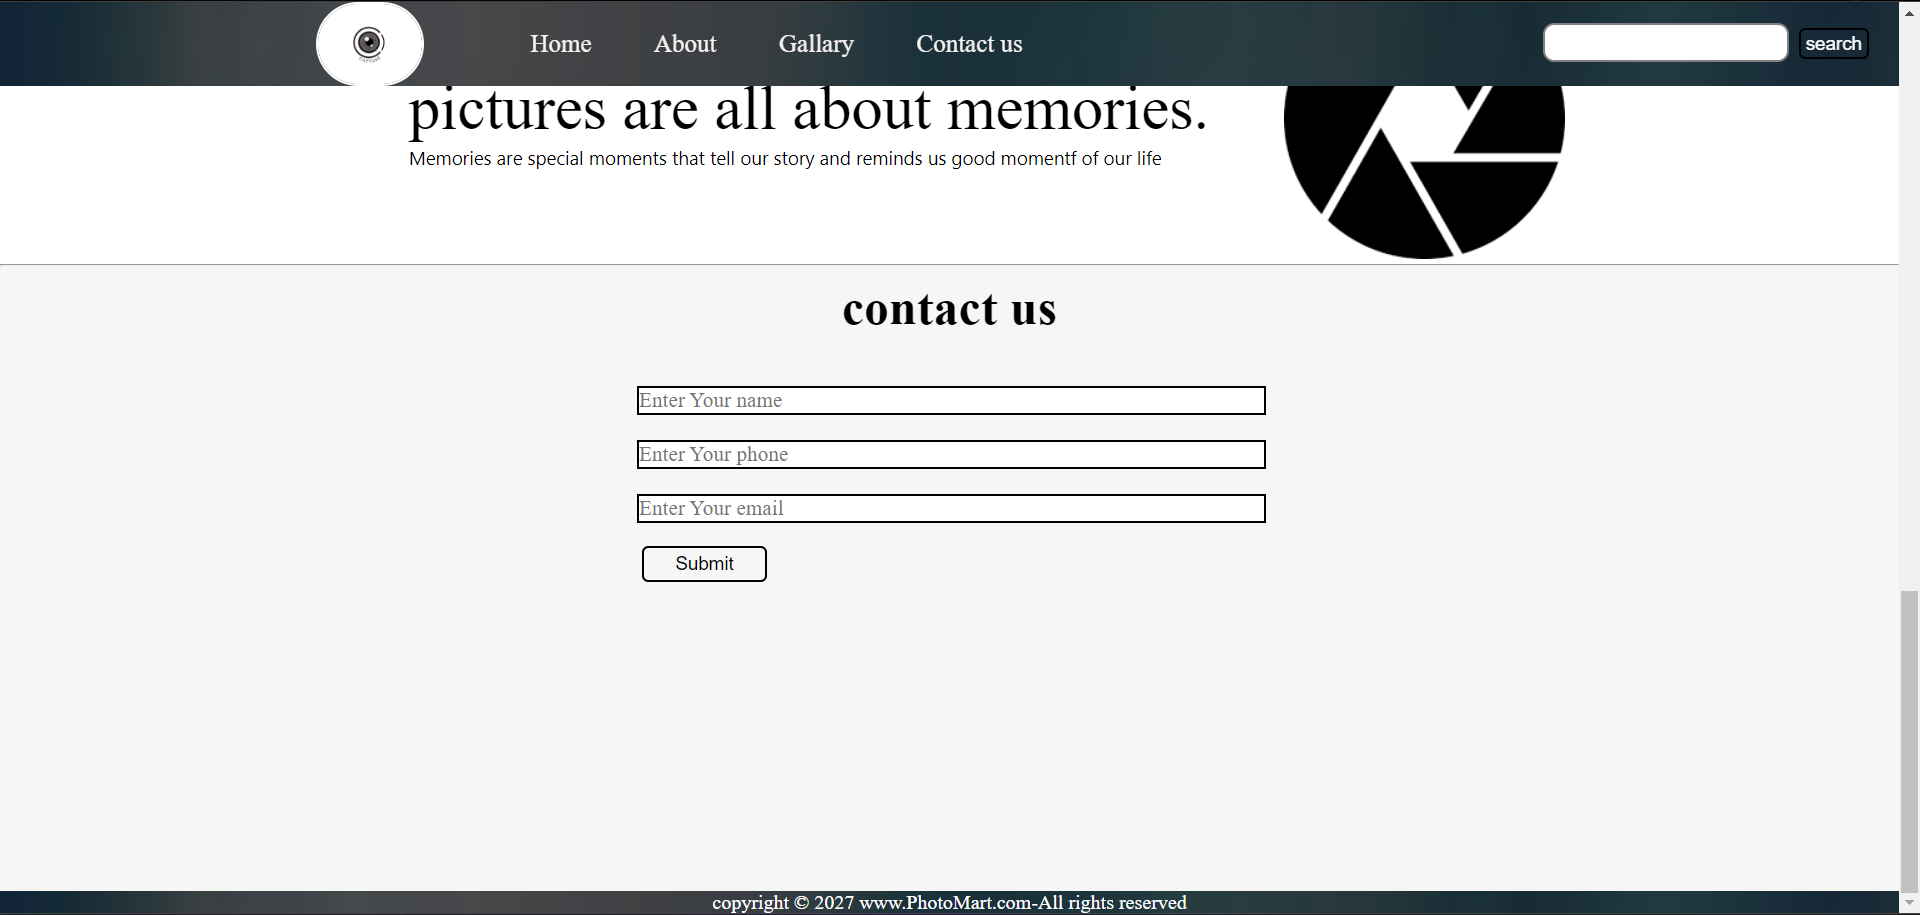 CAPTURE
Home About Gallary Contact us
search
pictures are all about memories.
Memories are special moments that tell our story and reminds us good momentf of our life
contact us
Enter Your name
Enter Your phone
Enter Your email
Submit
copyright © 2027 www.PhotoMart.com-All rights reserved